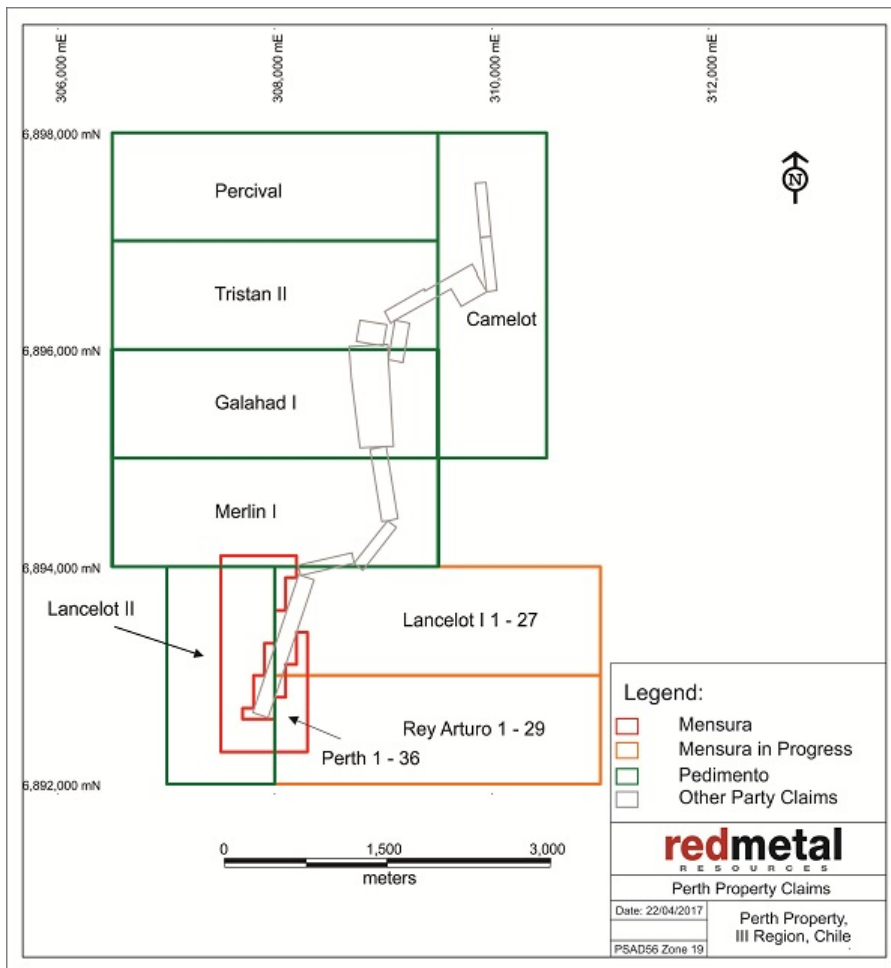 306,000 mE
308,000 mE
310,000 mE
312,000 mE
6,898,000 mN
N
Percival
Tristan II
Camelot
6,896,000 mN
Galahad I
Merlin I
6,894,000 mN
Lancelot II
Lancelot I 1 - 27
Rey Arturo 1 - 29
Perth 1 - 36
6,892,000 mN
Legend:
Mensura
Mensura in Progress
Pedimento
Other Party Claims
0 1,500 3,000
meters
redmetal
RESOURCES
Perth Property Claims
Date: 22/04/2017
Perth Property,
III Region, Chile
PSAD56 Zone 19